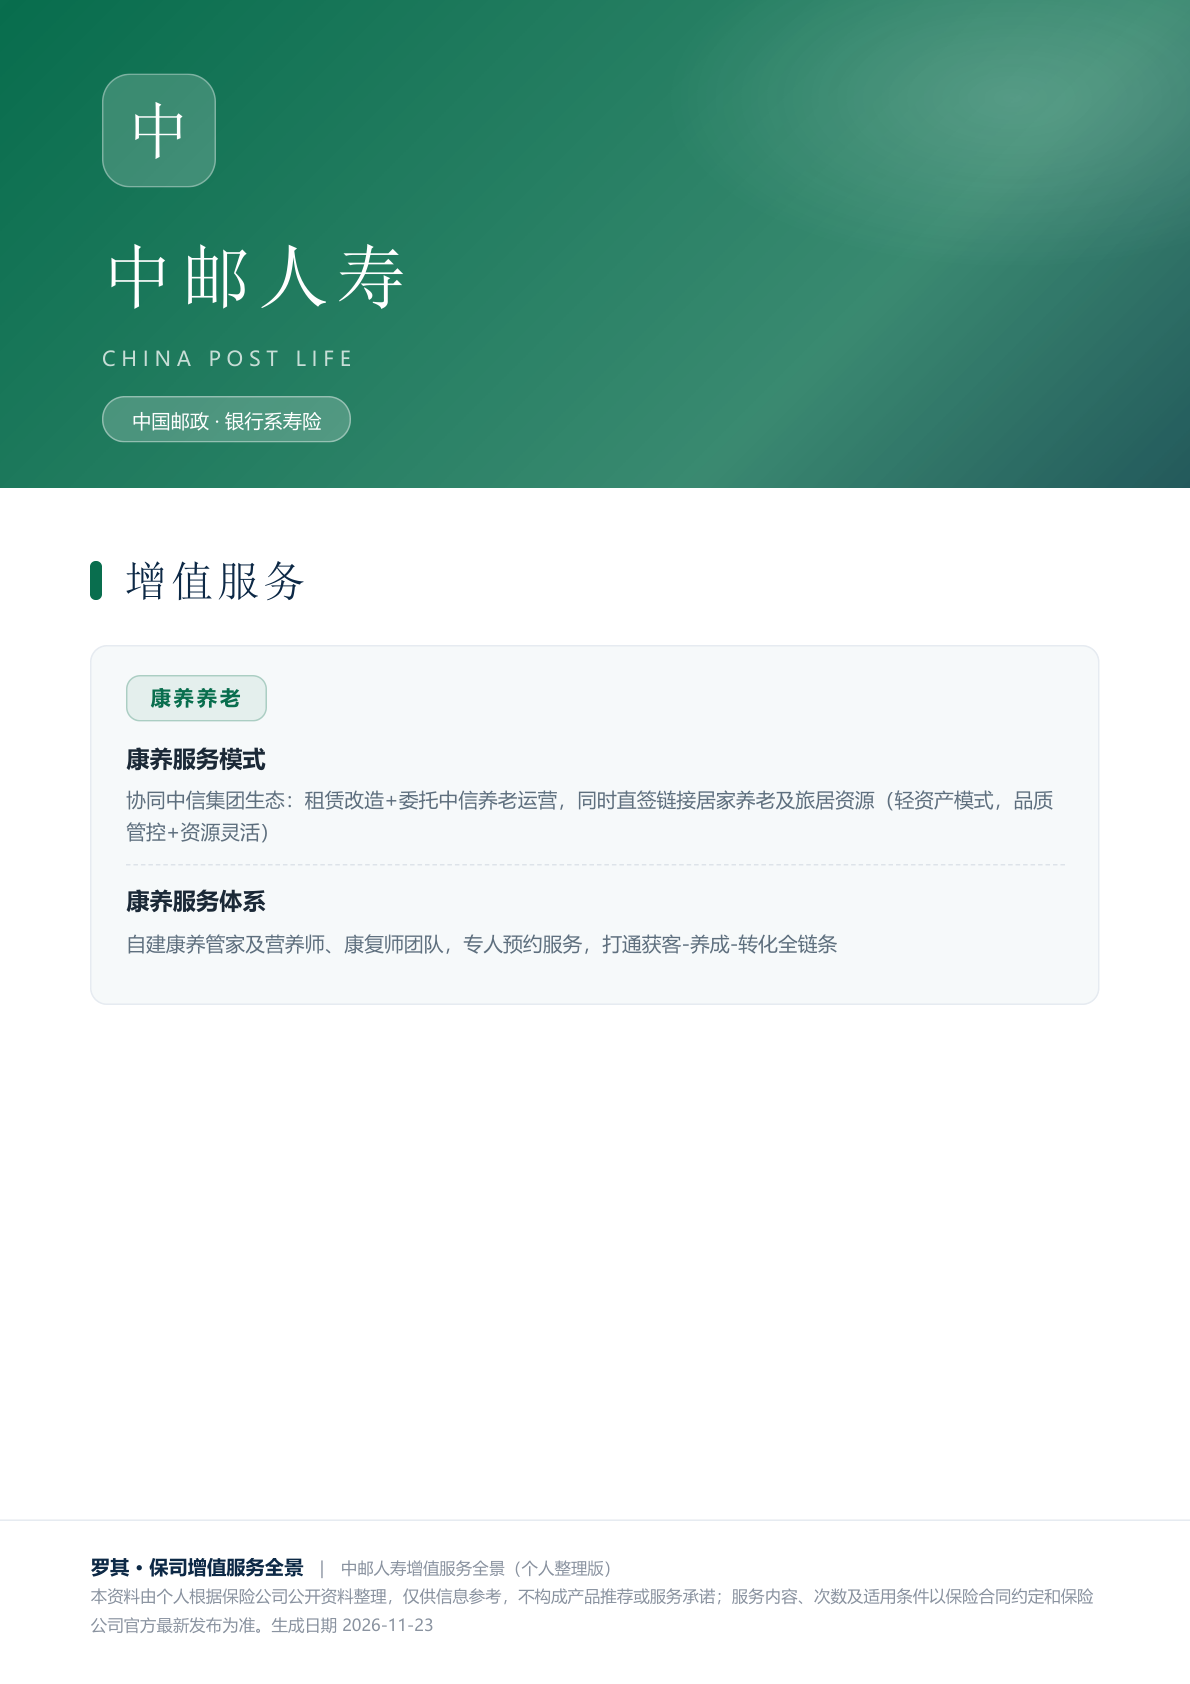 中
中邮人寿
CHINA POST LIFE
中国邮政 · 银行系寿险
增值服务
康养养老
康养服务模式
协同中信集团生态：租赁改造+委托中信养老运营，同时直签链接居家养老及旅居资源（轻资产模式，品质
管控+资源灵活）
康养服务体系
自建康养管家及营养师、康复师团队，专人预约服务，打通获客-养成-转化全链条
罗其 • 保司增值服务全景 | 中邮人寿增值服务全景（个人整理版）
本资料由个人根据保险公司公开资料整理，仅供信息参考，不构成产品推荐或服务承诺；服务内容、次数及适用条件以保险合同约定和保险
公司官方最新发布为准。生成日期 2026-11-23